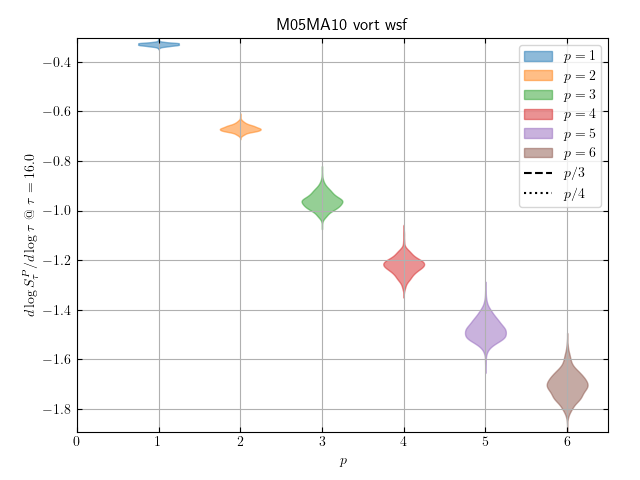 M05MA10 vort wsf
d log S_τ^P / d log τ @ τ = 16.0
−0.4
−0.6
−0.8
−1.0
−1.2
−1.4
−1.6
−1.8
0 1 2 3 4 5 6
p
p = 1
p = 2
p = 3
p = 4
p = 5
p = 6
p/3
p/4